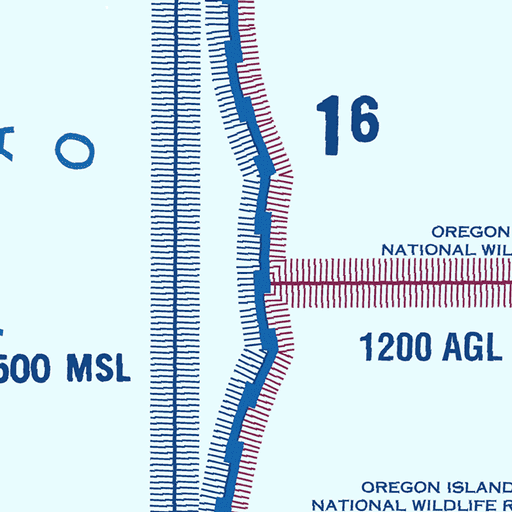 16
O
OREGON
NATIONAL WIL
1200 AGL
500 MSL
OREGON ISLAND
NATIONAL WILDLIFE R